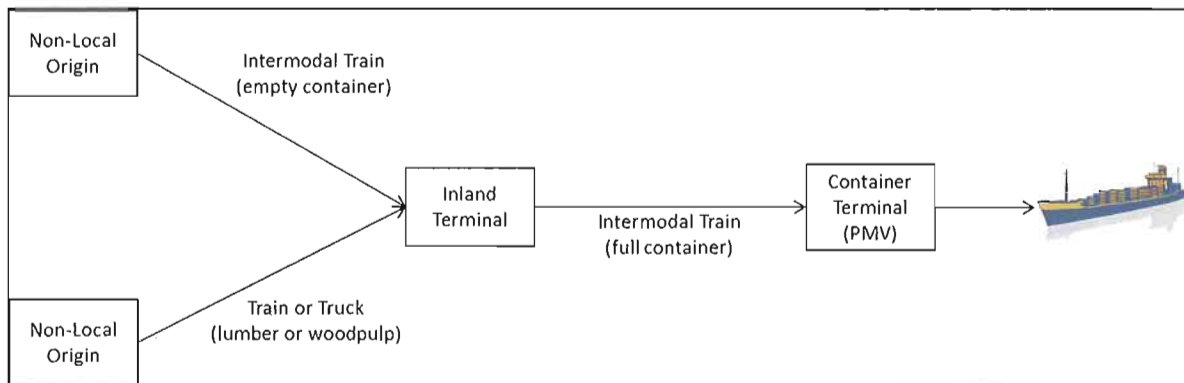 Non-Local
Origin
Intermodal Train
(empty container)
Inland
Terminal
Intermodal Train
(full container)
Container
Terminal
(PMV)
Train or Truck
(lumber or woodpulp)
Non-Local
Origin